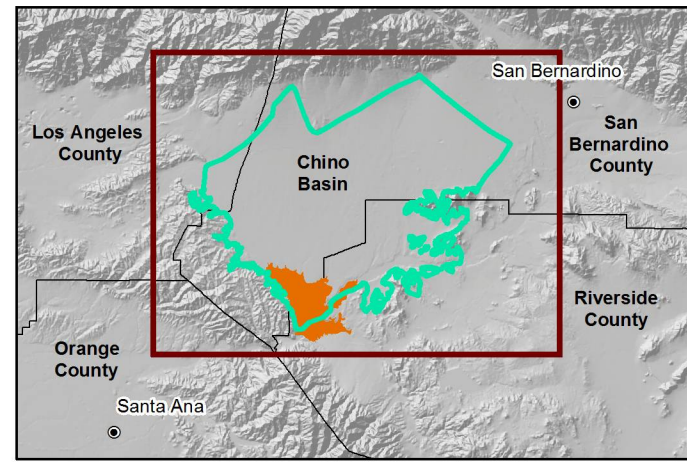 San Bernardino
Los Angeles
County
San
Bernardino
County
Chino
Basin
Riverside
County
Orange
County
Santa Ana